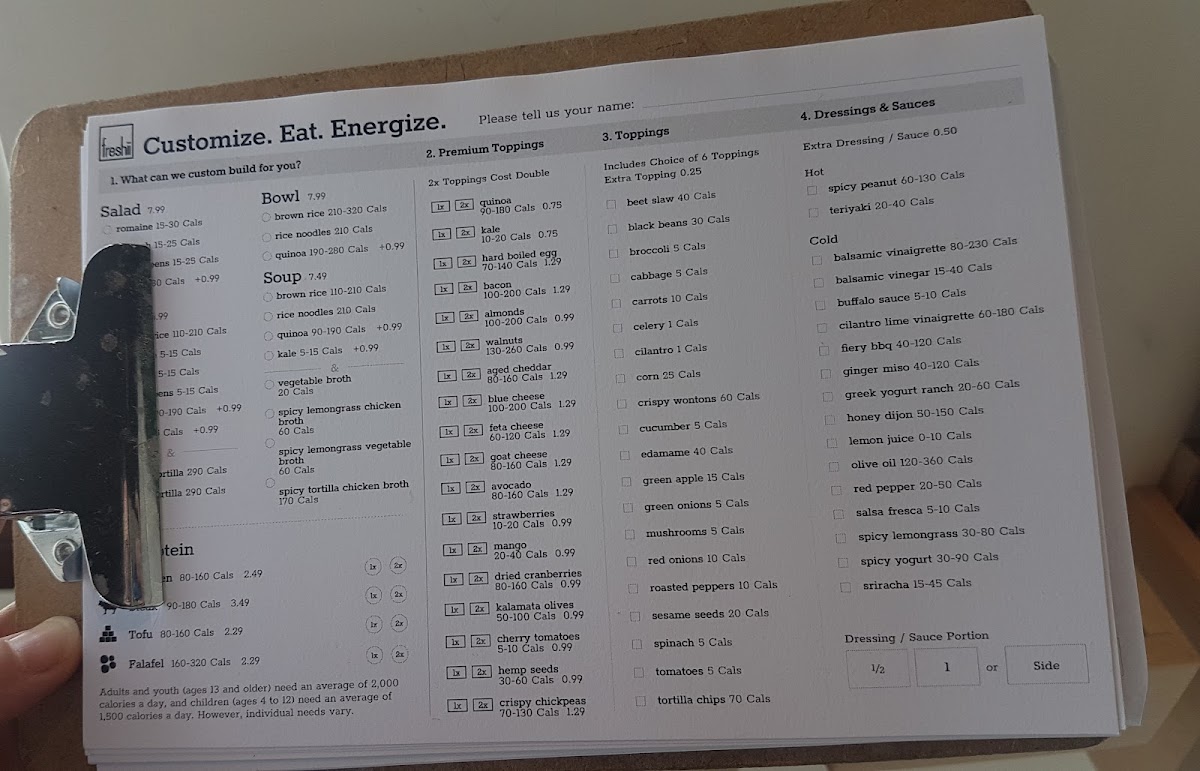 freshii
Customize. Eat. Energize.
Please tell us your name:
1. What can we custom build for you?
Salad 7.99
romaine 15-30 Cals
15-25 Cals
15-25 Cals
Cals +0.99
.99
110-210 Cals
5-15 Cals
5-15 Cals
5-15 Cals
Cals +0.99
Cals +0.99
&
290 Cals
290 Cals
Bowl 7.99
brown rice 210-320 Cals
rice noodles 210 Cals
quinoa 190-280 Cals +0.99
Soup 7.49
brown rice 110-210 Cals
rice noodles 210 Cals
quinoa 90-190 Cals +0.99
kale 5-15 Cals +0.99
&
vegetable broth
20 Cals
spicy lemongrass chicken
broth
60 Cals
spicy lemongrass vegetable
broth
60 Cals
spicy tortilla chicken broth
170 Cals
80-160 Cals 2.49 1x 2x
90-180 Cals 3.49 1x 2x
Tofu 80-160 Cals 2.29 1x 2x
Falafel 160-320 Cals 2.29 1x 2x
Adults and youth (ages 13 and older) need an average of 2,000
calories a day, and children (ages 4 to 12) need an average of
1,500 calories a day. However, individual needs vary.
2. Premium Toppings
2x Toppings Cost Double
1x 2x quinoa
90-180 Cals 0.75
1x 2x kale
10-20 Cals 0.75
1x 2x hard boiled egg
70-140 Cals 1.29
1x 2x bacon
100-200 Cals 1.29
1x 2x almonds
100-200 Cals 0.99
1x 2x walnuts
130-260 Cals 0.99
1x 2x aged cheddar
80-160 Cals 1.29
1x 2x blue cheese
100-200 Cals 1.29
1x 2x feta cheese
60-120 Cals 1.29
1x 2x goat cheese
80-160 Cals 1.29
1x 2x avocado
80-160 Cals 1.29
1x 2x strawberries
10-20 Cals 0.99
1x 2x mango
20-40 Cals 0.99
1x 2x dried cranberries
80-160 Cals 0.99
1x 2x kalamata olives
50-100 Cals 0.99
1x 2x cherry tomatoes
5-10 Cals 0.99
1x 2x hemp seeds
30-60 Cals 0.99
1x 2x crispy chickpeas
70-130 Cals 1.29
3. Toppings
Includes Choice of 6 Toppings
Extra Topping 0.25
beet slaw 40 Cals
black beans 30 Cals
broccoli 5 Cals
cabbage 5 Cals
carrots 10 Cals
celery 1 Cals
cilantro 1 Cals
corn 25 Cals
crispy wontons 60 Cals
cucumber 5 Cals
edamame 40 Cals
green apple 15 Cals
green onions 5 Cals
mushrooms 5 Cals
red onions 10 Cals
roasted peppers 10 Cals
sesame seeds 20 Cals
spinach 5 Cals
tomatoes 5 Cals
tortilla chips 70 Cals
4. Dressings & Sauces
Extra Dressing / Sauce 0.50
Hot
spicy peanut 60-130 Cals
teriyaki 20-40 Cals
Cold
balsamic vinaigrette 80-230 Cals
balsamic vinegar 15-40 Cals
buffalo sauce 5-10 Cals
cilantro lime vinaigrette 60-180 Cals
fiery bbq 40-120 Cals
ginger miso 40-120 Cals
greek yogurt ranch 20-60 Cals
honey dijon 50-150 Cals
lemon juice 0-10 Cals
olive oil 120-360 Cals
red pepper 20-50 Cals
salsa fresca 5-10 Cals
spicy lemongrass 30-80 Cals
spicy yogurt 30-90 Cals
sriracha 15-45 Cals
Dressing / Sauce Portion
1/2 1 or Side